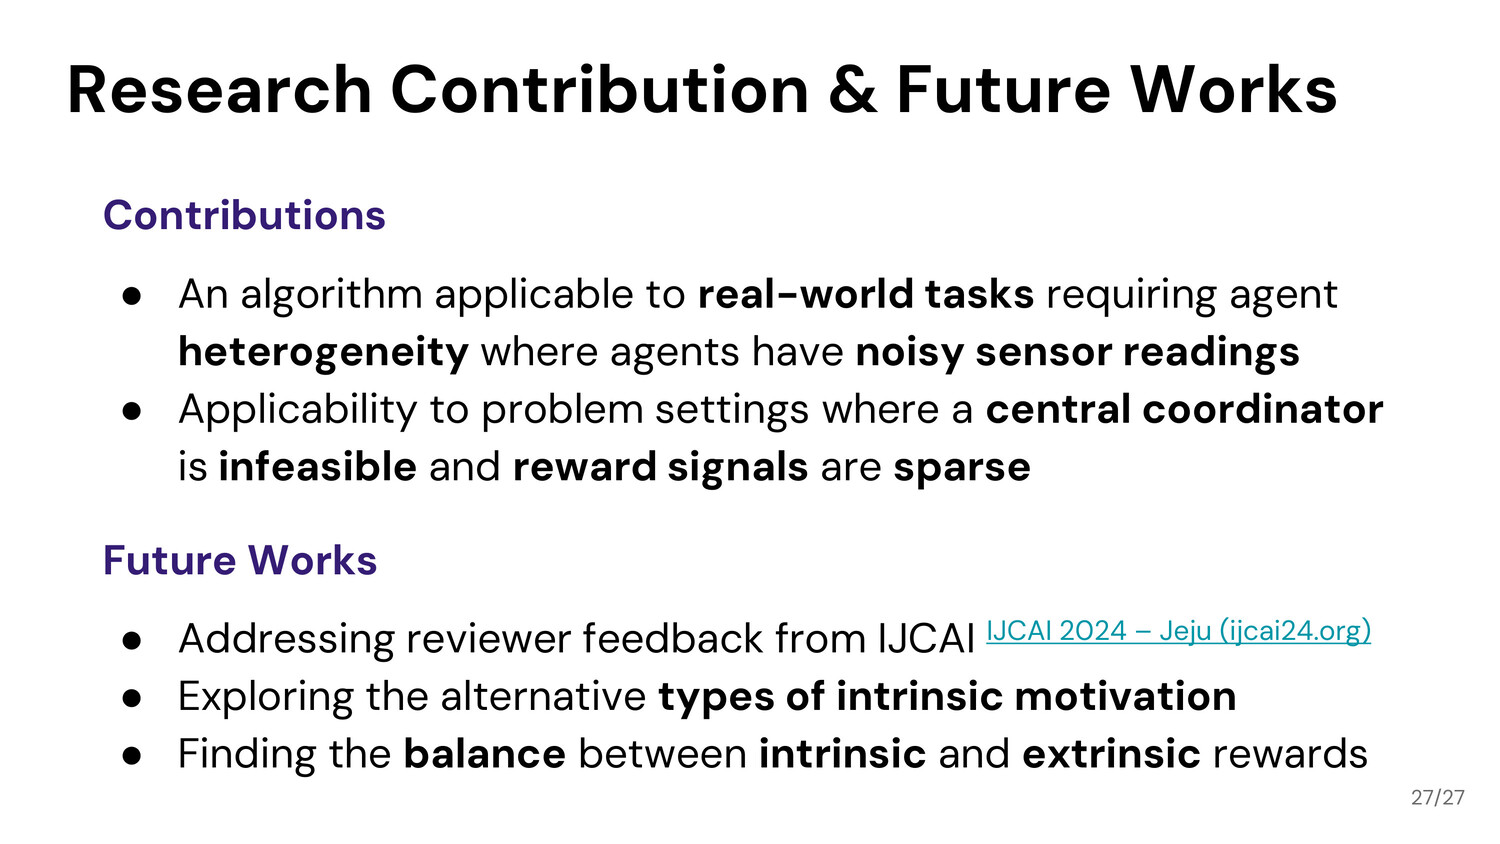 Research Contribution & Future Works
Contributions
● An algorithm applicable to real-world tasks requiring agent
heterogeneity where agents have noisy sensor readings
● Applicability to problem settings where a central coordinator
is infeasible and reward signals are sparse
Future Works
● Addressing reviewer feedback from IJCAI IJCAI 2024 – Jeju (ijcai24.org)
● Exploring the alternative types of intrinsic motivation
● Finding the balance between intrinsic and extrinsic rewards
27/27